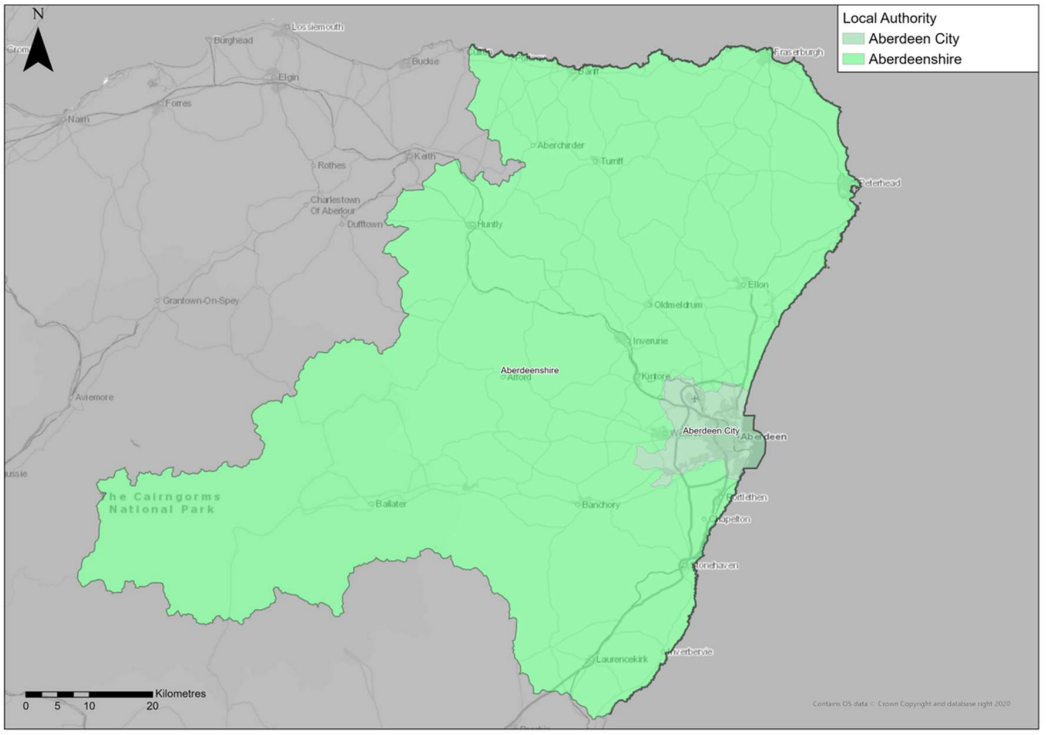 N
Local Authority
Aberdeen City
Aberdeenshire
Lossiemouth
Burghead
Buckie
Fraserburgh
Banff
Elgin
Forres
Nairn
Aberchirder
Keith
Turriff
Rothes
Peterhead
Charlestown
Of Aberlour
Dufftown
Huntly
Ellon
Grantown-On-Spey
Oldmeldrum
Inverurie
Aberdeenshire
Alford
Kintore
Aviemore
Aberdeen City
Aberdeen
The Cairngorms
National Park
Ballater
Banchory
Portlethen
Chapelton
Stonehaven
Inverbervie
Laurencekirk
Kilometres
0 5 10 20
Contains OS data © Crown Copyright and database right 2020